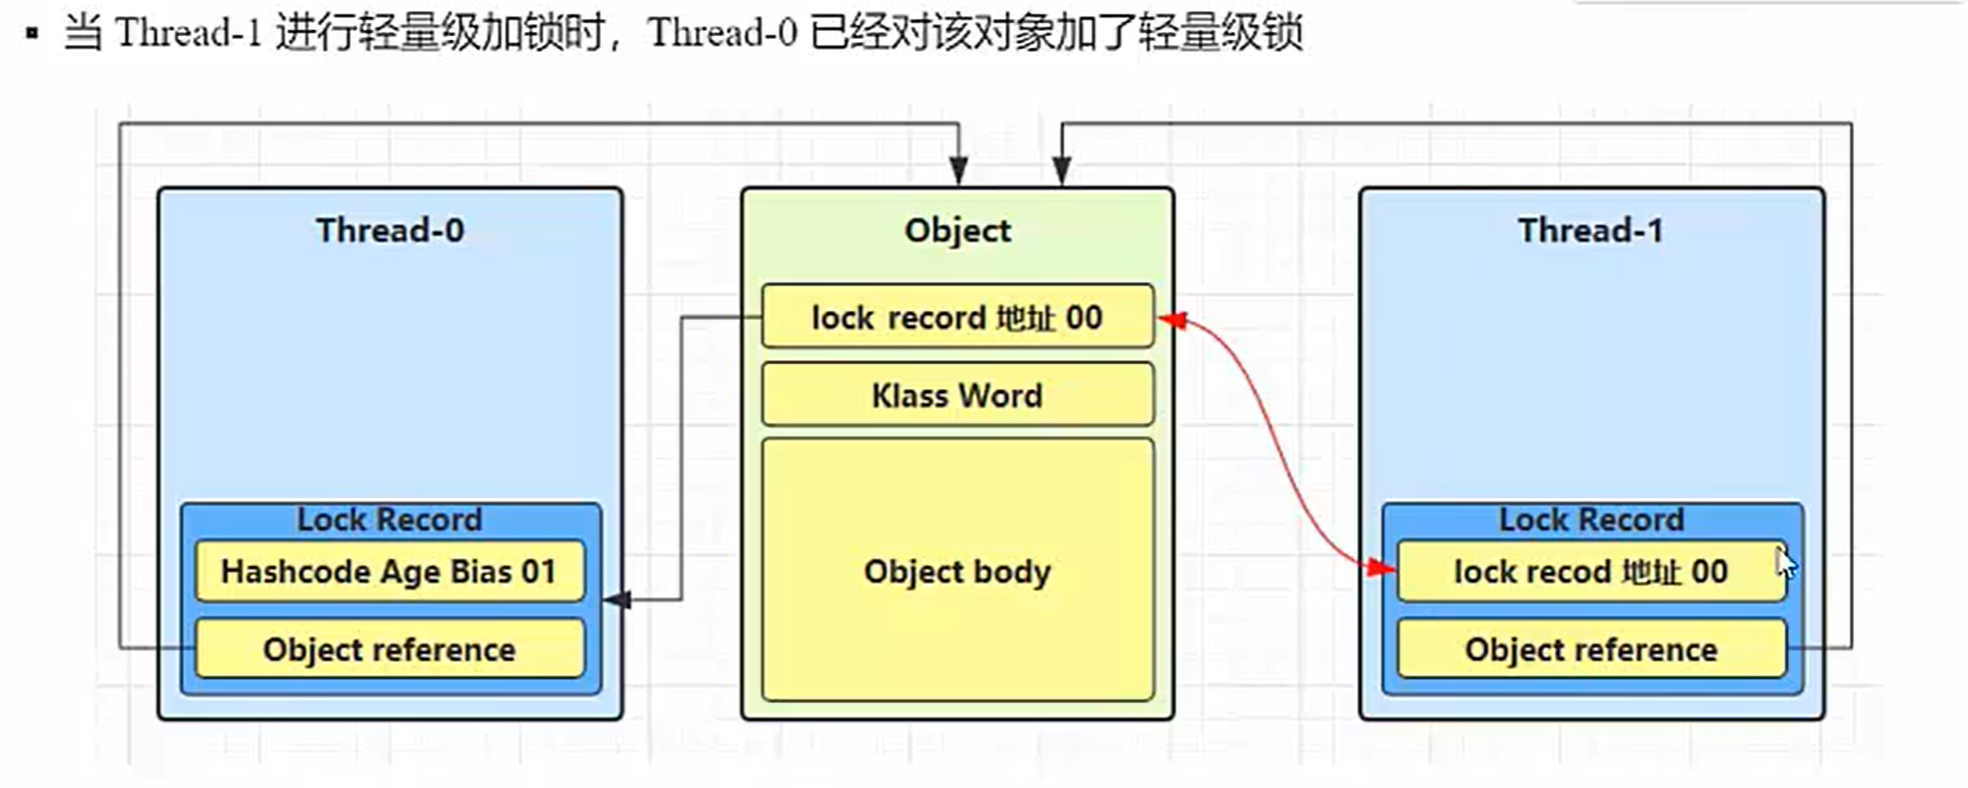 ▪ 当 Thread-1 进行轻量级加锁时，Thread-0 已经对该对象加了轻量级锁
Thread-0
Lock Record
Hashcode Age Bias 01
Object reference
Object
lock record 地址 00
Klass Word
Object body
Thread-1
Lock Record
lock recod 地址 00
Object reference